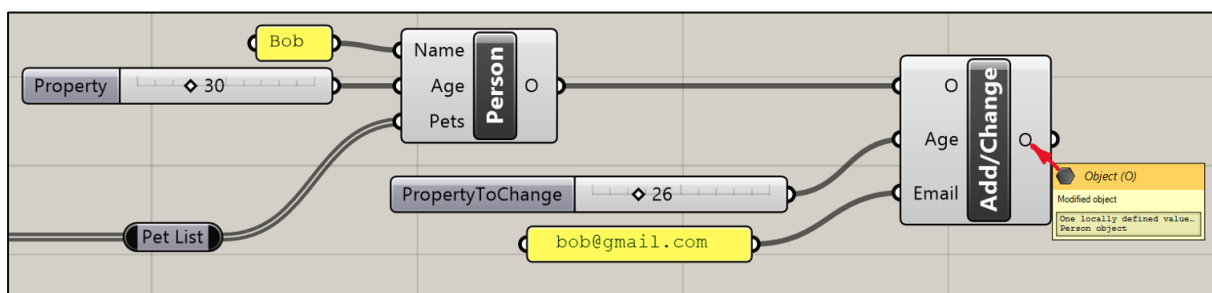 Bob
Property 30
Name
Age
Pets
Person
O
Pet List
PropertyToChange 26
bob@gmail.com
O
Age
Email
Add/Change
O
Object (O)
Modified object
One locally defined value…
Person object